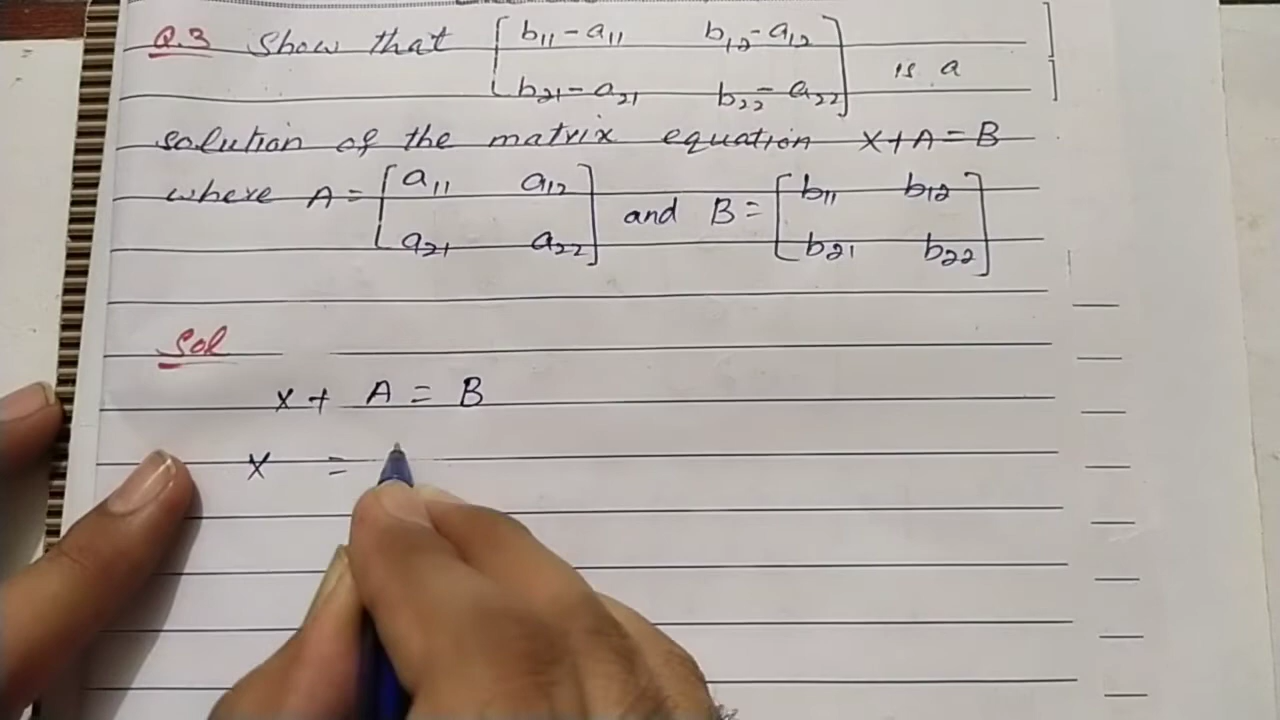 Q.3 Show that [b₁₁ - a₁₁ b₁₂ - a₁₂
b₂₁ - a₂₁ b₂₂ - a₂₂] is a
solution of the matrix equation X + A = B
where A = [a₁₁ a₁₂
a₂₁ a₂₂] and B = [b₁₁ b₁₂
b₂₁ b₂₂]
Sol
X + A = B
X =